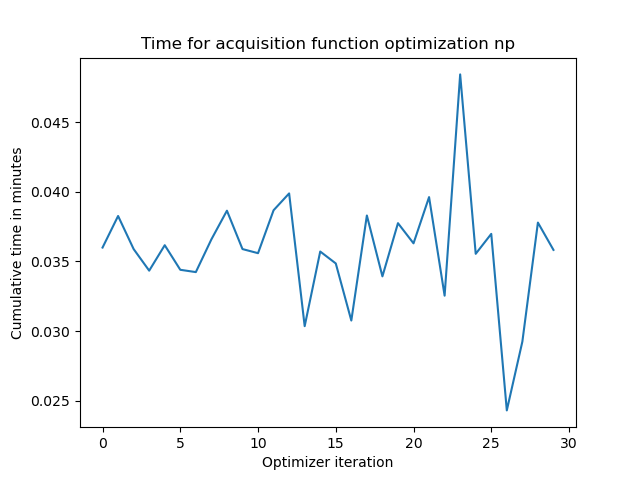 Time for acquisition function optimization np
Cumulative time in minutes
0.045
0.040
0.035
0.030
0.025
0 5 10 15 20 25 30
Optimizer iteration